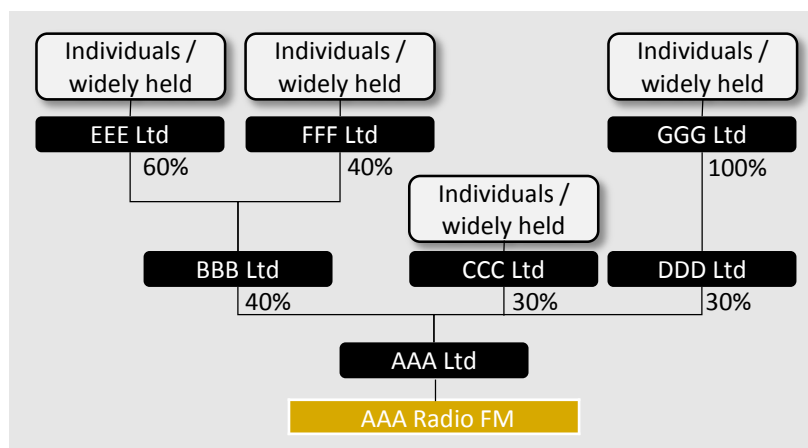 Individuals /
widely held
Individuals /
widely held
Individuals /
widely held
EEE Ltd
FFF Ltd
GGG Ltd
60%
40%
100%
Individuals /
widely held
BBB Ltd
CCC Ltd
DDD Ltd
40%
30%
30%
AAA Ltd
AAA Radio FM